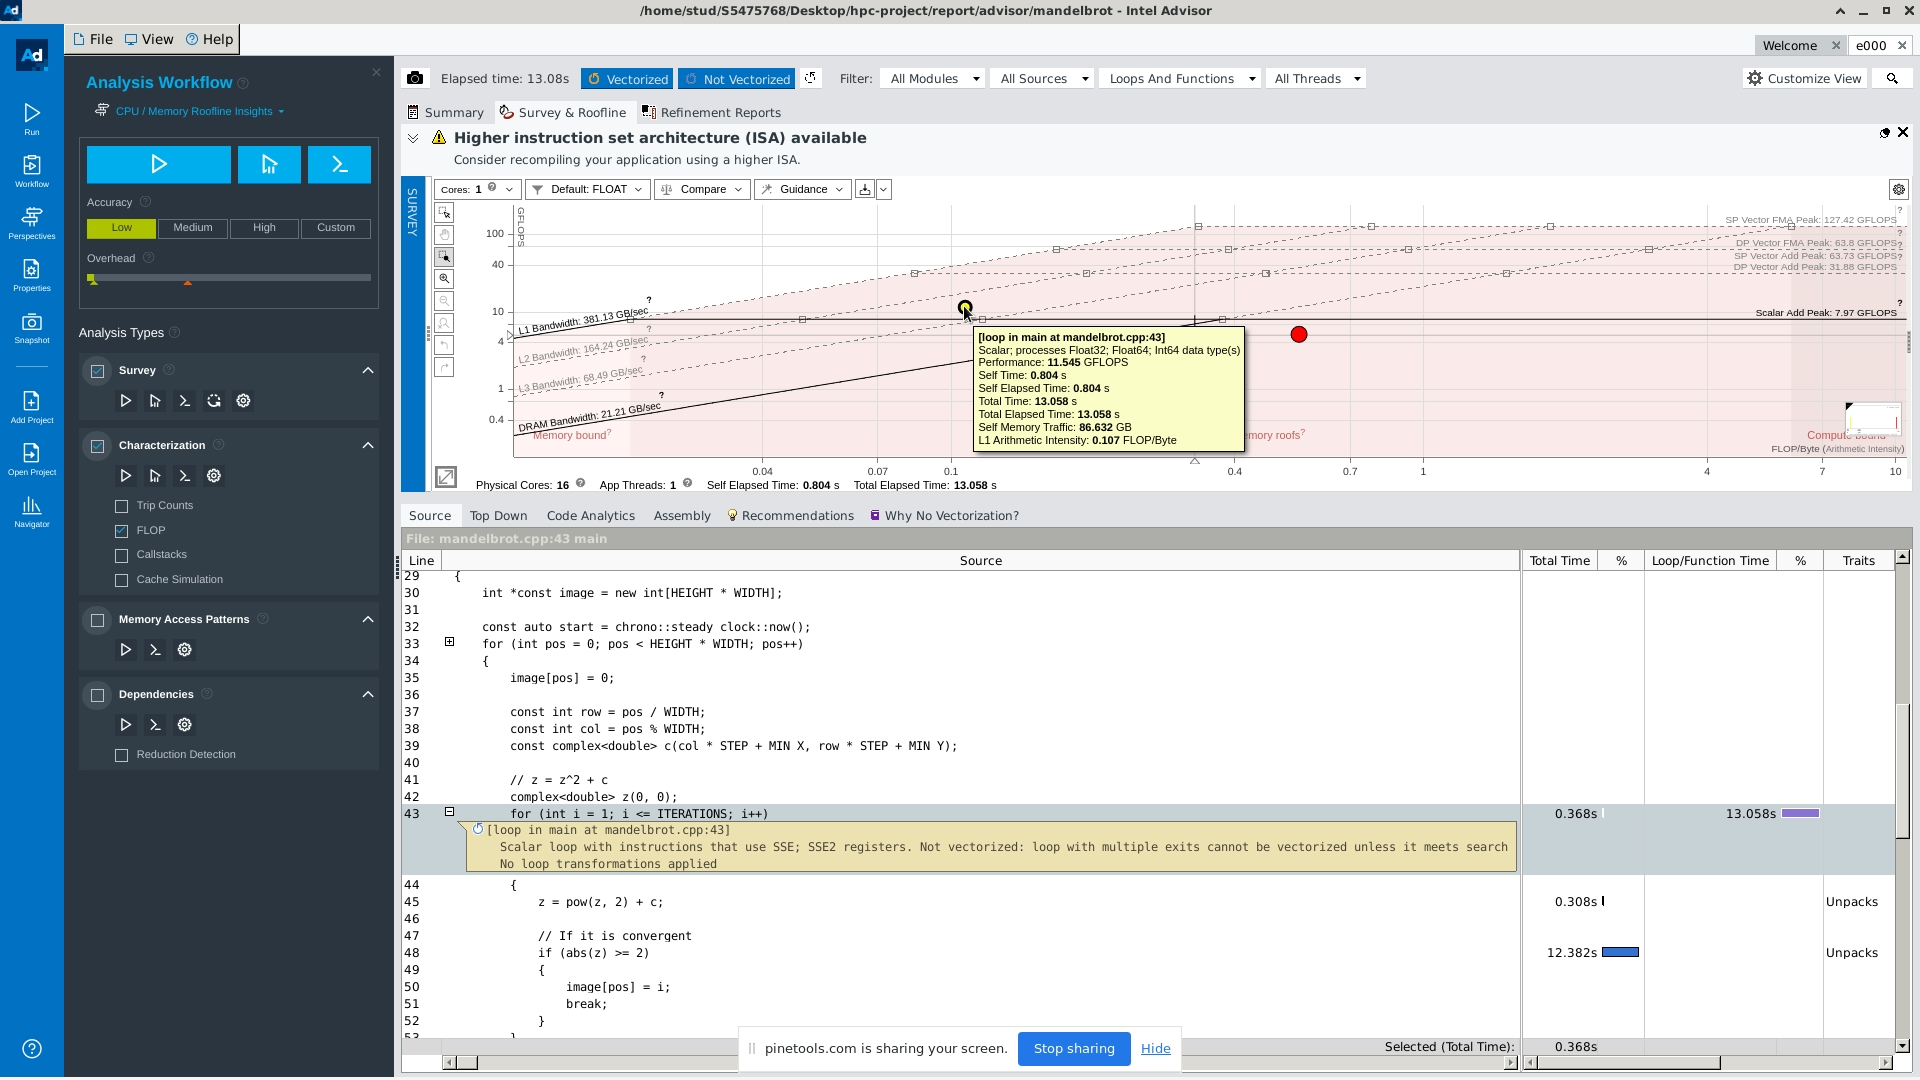 /home/stud/S5475768/Desktop/hpc-project/report/advisor/mandelbrot - Intel Advisor
File View Help
Welcome
e000
Ad
Run
Workflow
Perspectives
Properties
Snapshot
Add Project
Open Project
Navigator
Analysis Workflow
CPU / Memory Roofline Insights
Accuracy
Low Medium High Custom
Overhead
Analysis Types
Survey
Characterization
Trip Counts
FLOP
Callstacks
Cache Simulation
Memory Access Patterns
Dependencies
Reduction Detection
Elapsed time: 13.08s Vectorized Not Vectorized Filter: All Modules All Sources Loops And Functions All Threads Customize View
Summary Survey & Roofline Refinement Reports
Higher instruction set architecture (ISA) available
Consider recompiling your application using a higher ISA.
SURVEY
Cores: 1 Default: FLOAT Compare Guidance
GFLOPS
100
40
10
4
1
0.4
SP Vector FMA Peak: 127.42 GFLOPS
DP Vector FMA Peak: 63.8 GFLOPS
SP Vector Add Peak: 63.73 GFLOPS
DP Vector Add Peak: 31.88 GFLOPS
Scalar Add Peak: 7.97 GFLOPS
L1 Bandwidth: 381.13 GB/sec
L2 Bandwidth: 164.24 GB/sec
L3 Bandwidth: 68.49 GB/sec
DRAM Bandwidth: 21.21 GB/sec
Memory bound?
emory roofs?
Compute bound
FLOP/Byte (Arithmetic Intensity)
[loop in main at mandelbrot.cpp:43]
Scalar; processes Float32; Float64; Int64 data type(s)
Performance: 11.545 GFLOPS
Self Time: 0.804 s
Self Elapsed Time: 0.804 s
Total Time: 13.058 s
Total Elapsed Time: 13.058 s
Self Memory Traffic: 86.632 GB
L1 Arithmetic Intensity: 0.107 FLOP/Byte
0.04 0.07 0.1 0.4 0.7 1 4 7 10
Physical Cores: 16 App Threads: 1 Self Elapsed Time: 0.804 s Total Elapsed Time: 13.058 s
Source Top Down Code Analytics Assembly Recommendations Why No Vectorization?
File: mandelbrot.cpp:43 main
Line Source Total Time % Loop/Function Time % Traits
29 {
30 int *const image = new int[HEIGHT * WIDTH];
31
32 const auto start = chrono::steady clock::now();
33 for (int pos = 0; pos < HEIGHT * WIDTH; pos++)
34 {
35 image[pos] = 0;
36
37 const int row = pos / WIDTH;
38 const int col = pos % WIDTH;
39 const complex<double> c(col * STEP + MIN X, row * STEP + MIN Y);
40
41 // z = z^2 + c
42 complex<double> z(0, 0);
43 for (int i = 1; i <= ITERATIONS; i++) 0.368s 13.058s
[loop in main at mandelbrot.cpp:43]
Scalar loop with instructions that use SSE; SSE2 registers. Not vectorized: loop with multiple exits cannot be vectorized unless it meets search
No loop transformations applied
44 {
45 z = pow(z, 2) + c; 0.308s Unpacks
46
47 // If it is convergent
48 if (abs(z) >= 2) 12.382s Unpacks
49 {
50 image[pos] = i;
51 break;
52 }
53 }
Selected (Total Time): 0.368s
pinetools.com is sharing your screen. Stop sharing Hide